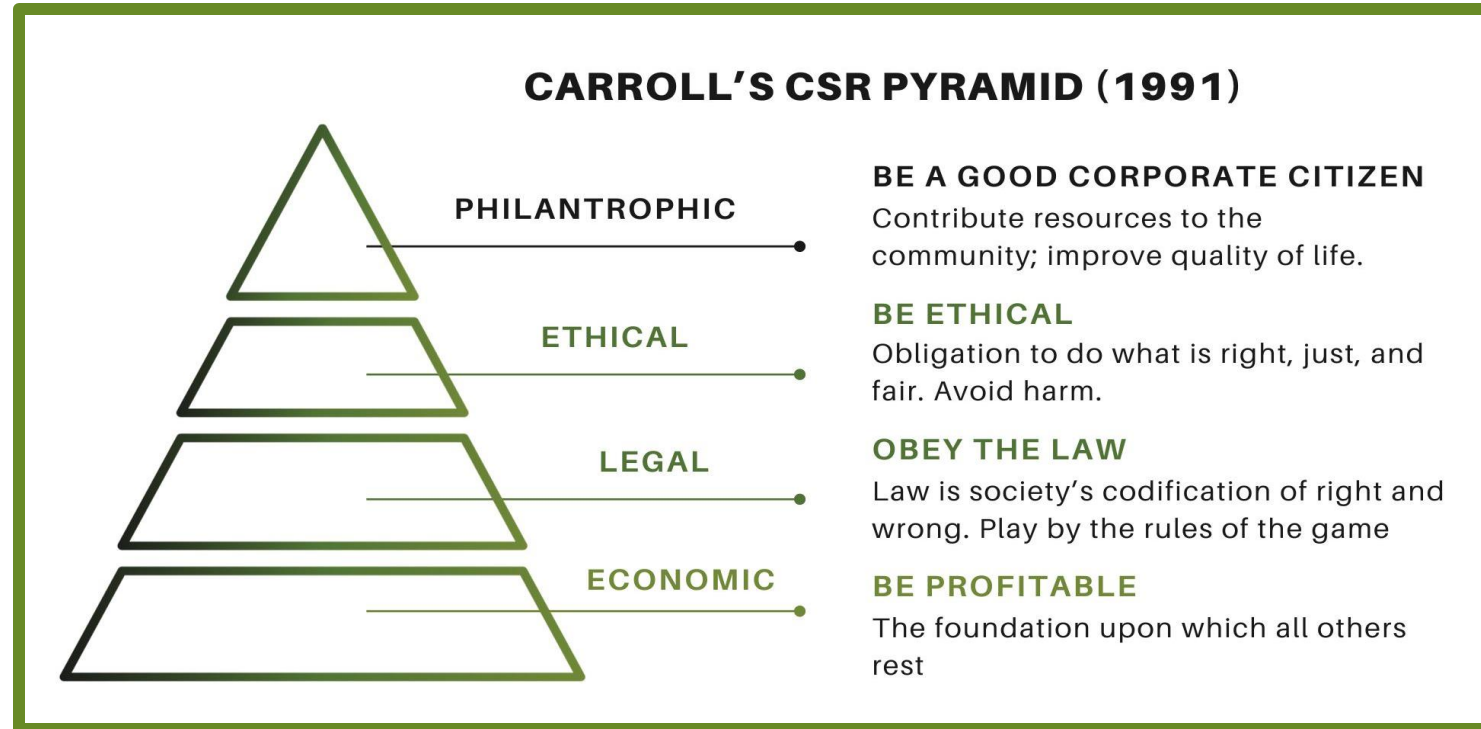 CARROLL’S CSR PYRAMID (1991)
PHILANTROPHIC
BE A GOOD CORPORATE CITIZEN
Contribute resources to the
community; improve quality of life.
ETHICAL
BE ETHICAL
Obligation to do what is right, just, and
fair. Avoid harm.
LEGAL
OBEY THE LAW
Law is society’s codification of right and
wrong. Play by the rules of the game
ECONOMIC
BE PROFITABLE
The foundation upon which all others
rest